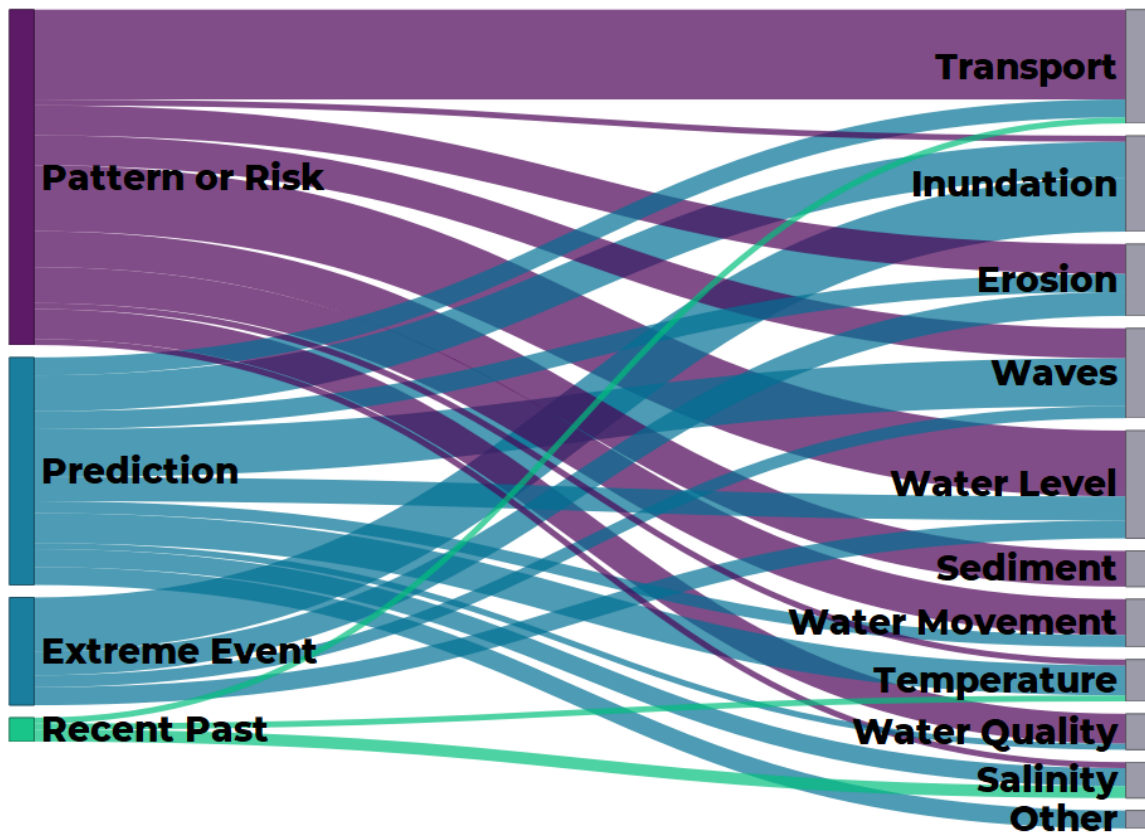 Pattern or Risk
Prediction
Extreme Event
Recent Past
Transport
Inundation
Erosion
Waves
Water Level
Sediment
Water Movement
Temperature
Water Quality
Salinity
Other